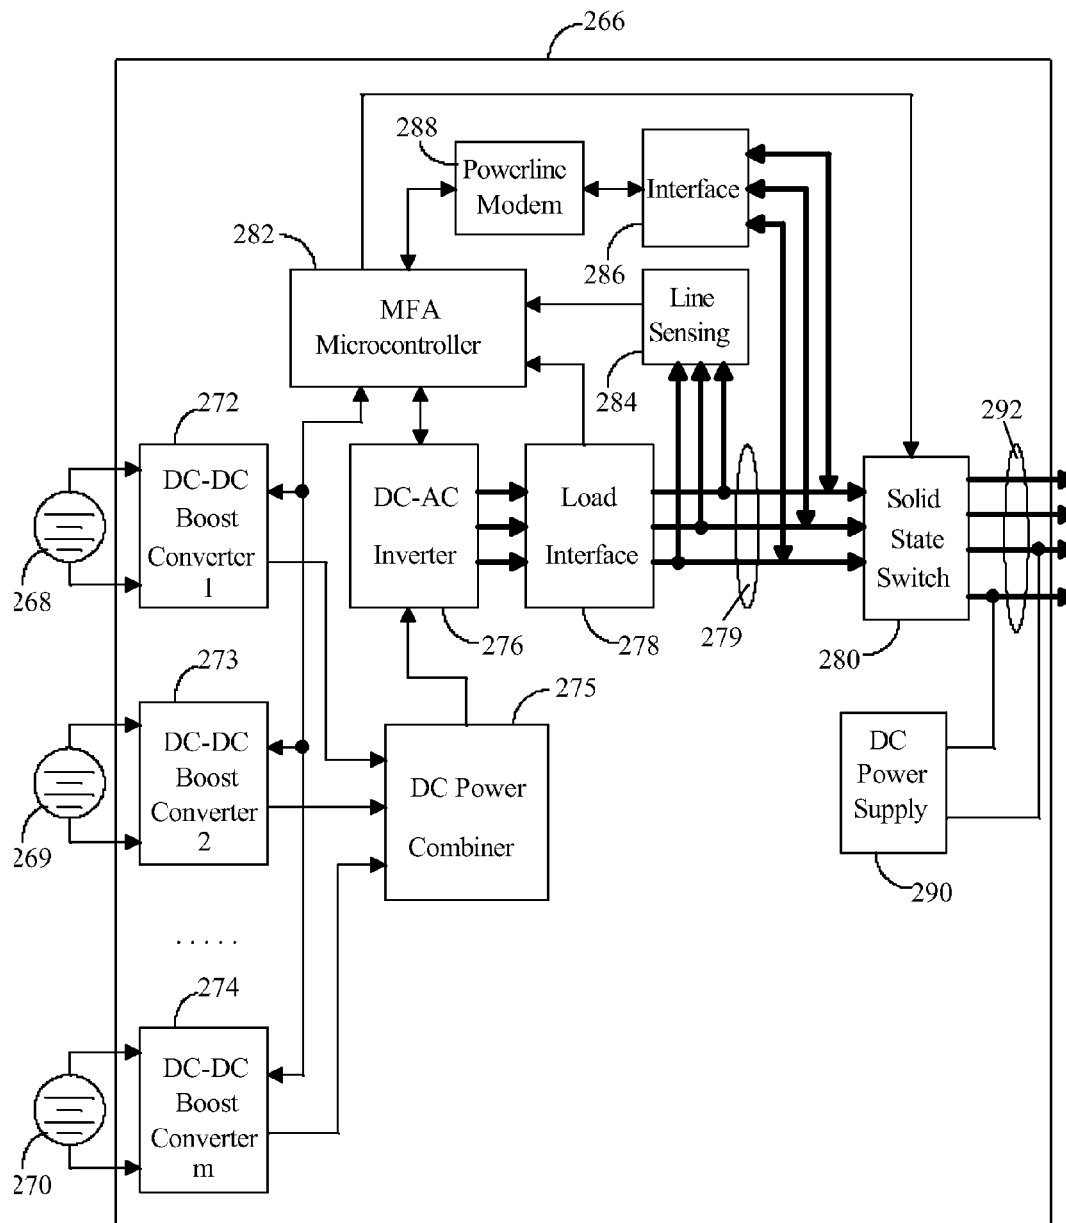 266
288
Powerline
Modem
Interface
286
282
MFA
Microcontroller
Line
Sensing
284
272
DC-DC
Boost
Converter
1
268
DC-AC
Inverter
276
Load
Interface
278
279
292
Solid
State
Switch
280
273
DC-DC
Boost
Converter
2
269
275
DC Power
Combiner
DC
Power
Supply
290
. . . . .
274
DC-DC
Boost
Converter
m
270